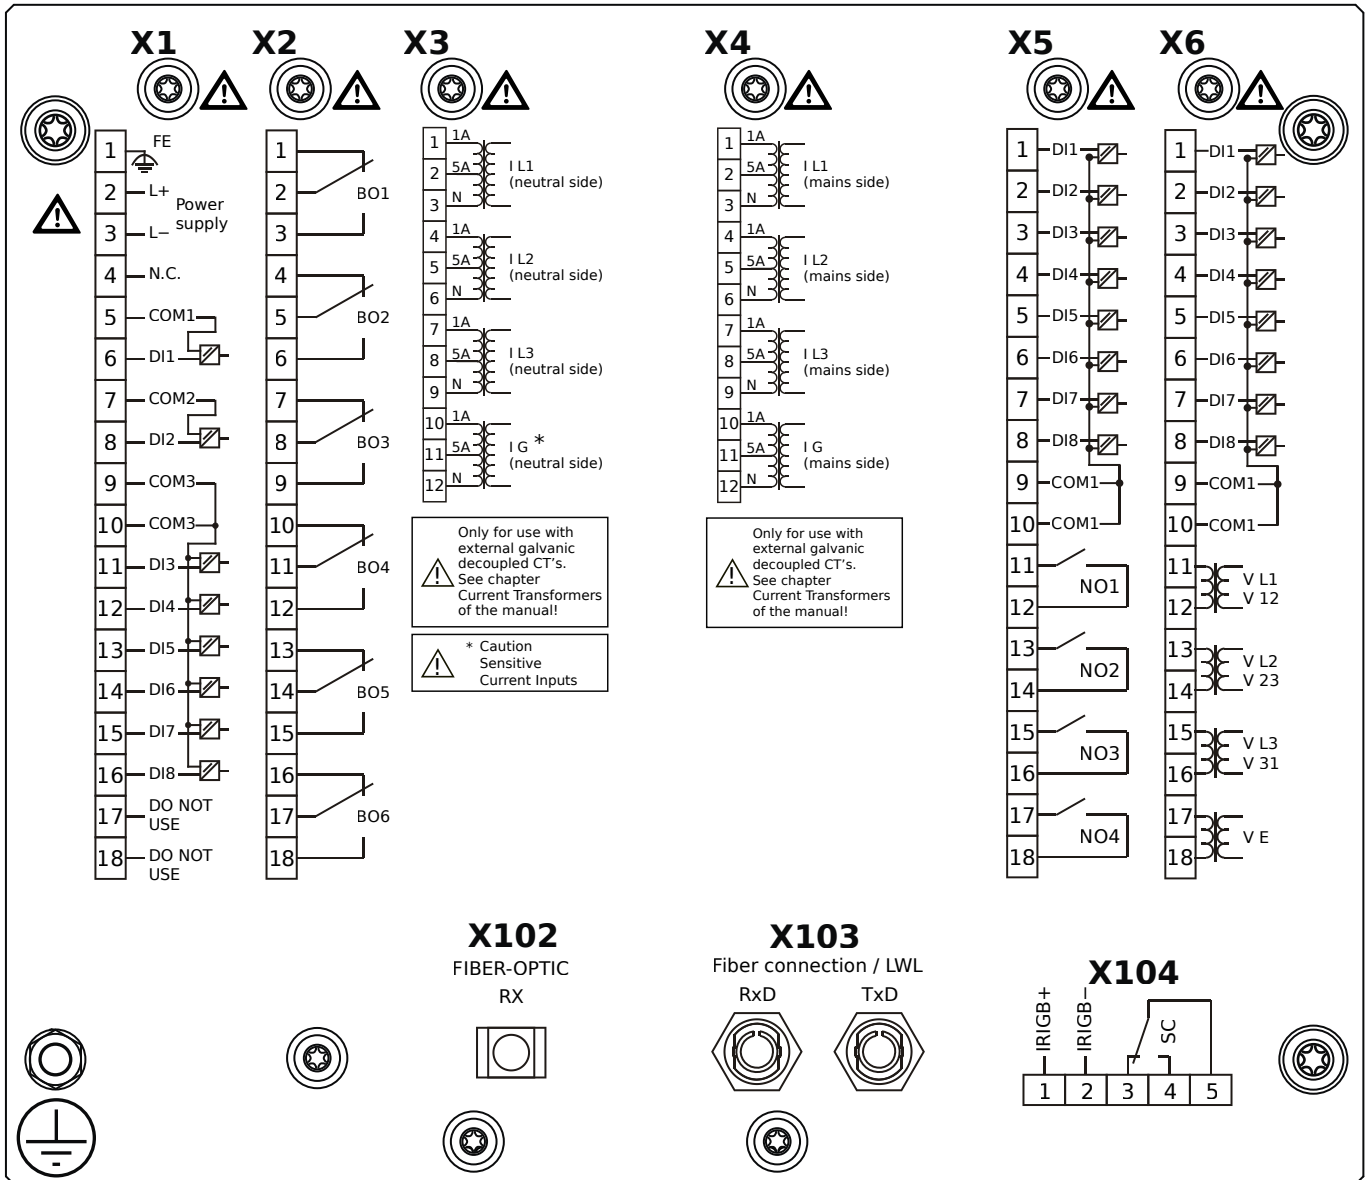 X1
X2
X3
X4
X5
X6
1
FE
2
L+
Power
supply
3
L−
4
N.C.
5
COM1
6
DI1
7
COM2
8
DI2
9
COM3
10
COM3
11
DI3
12
DI4
13
DI5
14
DI6
15
DI7
16
DI8
17
DO NOT
USE
18
DO NOT
USE
1
2
BO1
3
4
5
BO2
6
7
8
BO3
9
10
11
BO4
12
13
14
BO5
15
16
17
BO6
18
1
1A
2
5A
I L1
(neutral side)
3
N
4
1A
5
5A
I L2
(neutral side)
6
N
7
1A
8
5A
I L3
(neutral side)
9
N
10
1A
11
5A
I G *
(neutral side)
12
N
Only for use with
external galvanic
decoupled CT's.
See chapter
Current Transformers
of the manual!
* Caution
Sensitive
Current Inputs
1
1A
2
5A
I L1
(mains side)
3
N
4
1A
5
5A
I L2
(mains side)
6
N
7
1A
8
5A
I L3
(mains side)
9
N
10
1A
11
5A
I G
(mains side)
12
N
Only for use with
external galvanic
decoupled CT's.
See chapter
Current Transformers
of the manual!
1
DI1
2
DI2
3
DI3
4
DI4
5
DI5
6
DI6
7
DI7
8
DI8
9
COM1
10
COM1
11
NO1
12
13
NO2
14
15
NO3
16
17
NO4
18
1
DI1
2
DI2
3
DI3
4
DI4
5
DI5
6
DI6
7
DI7
8
DI8
9
COM1
10
COM1
11
V L1
V 12
12
13
V L2
V 23
14
15
V L3
V 31
16
17
V E
18
X102
FIBER-OPTIC
RX
X103
Fiber connection / LWL
RxD
TxD
X104
IRIGB+
IRIGB−
SC
1
2
3
4
5